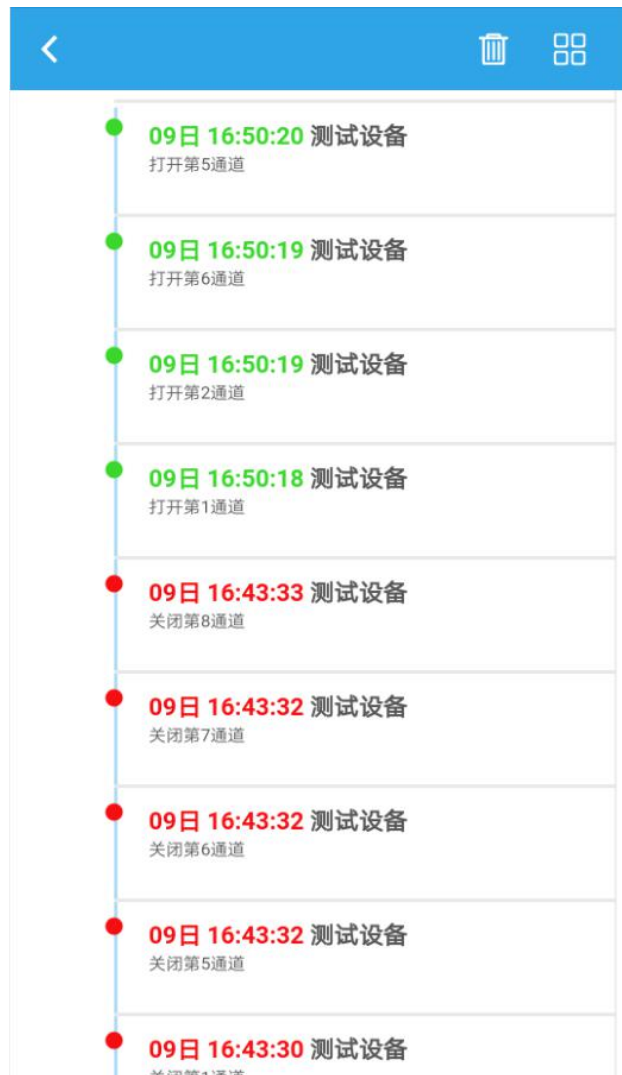 09日 16:50:20 测试设备
打开第5通道
09日 16:50:19 测试设备
打开第6通道
09日 16:50:19 测试设备
打开第2通道
09日 16:50:18 测试设备
打开第1通道
09日 16:43:33 测试设备
关闭第8通道
09日 16:43:32 测试设备
关闭第7通道
09日 16:43:32 测试设备
关闭第6通道
09日 16:43:32 测试设备
关闭第5通道
09日 16:43:30 测试设备
关闭第1通道